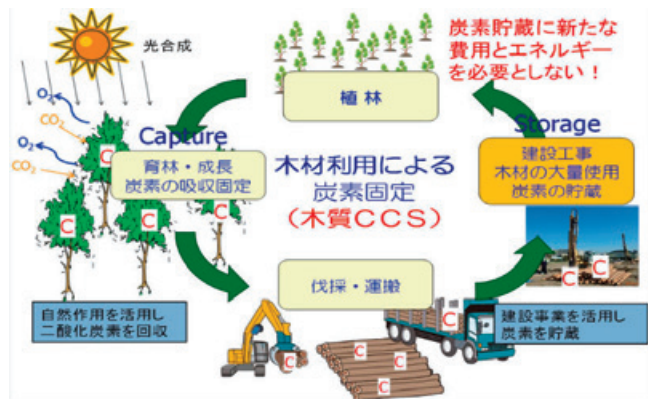 光合成
炭素貯蔵に新たな
費用とエネルギー
を必要としない！
植林
O₂
CO₂
O₂
CO₂
C
C
C
C
C
Capture
育林・成長
炭素の吸収固定
木材利用による
炭素固定
（木質CCS）
Storage
建設工事
木材の大量使用
炭素の貯蔵
C
C
伐採・運搬
自然作用を活用し
二酸化炭素を回収
建設事業を活用し
炭素を貯蔵
C
C
C
C
C